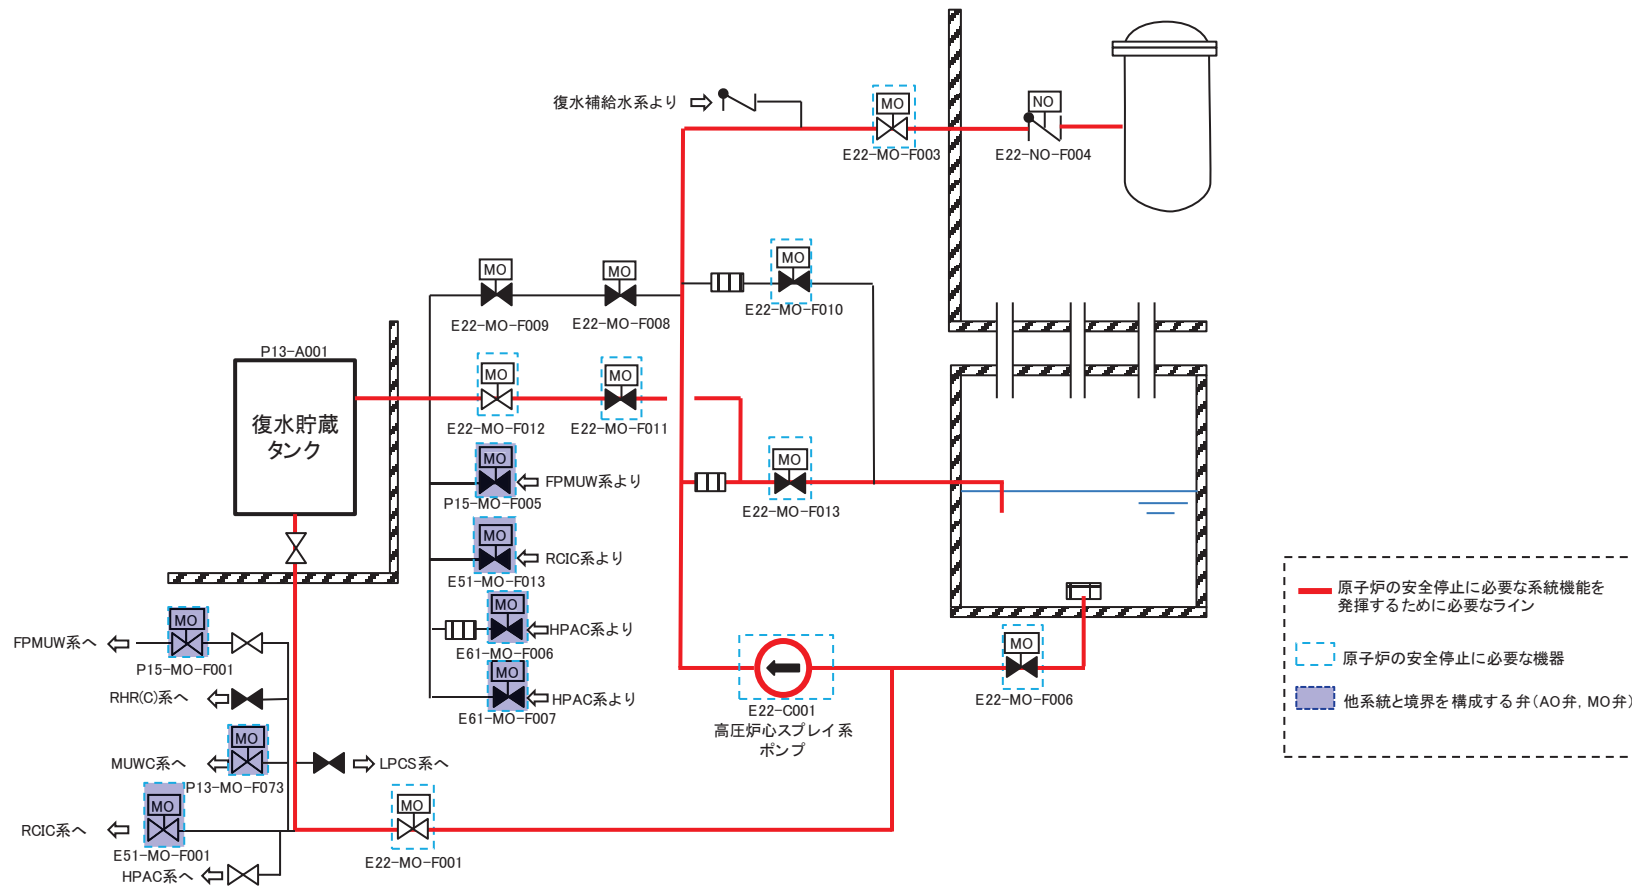 復水補給水系より
MO
E22-MO-F003
NO
E22-NO-F004
MO
E22-MO-F009
MO
E22-MO-F008
MO
E22-MO-F010
P13-A001
復水貯蔵
タンク
MO
E22-MO-F012
MO
E22-MO-F011
MO
P15-MO-F005
FPMUW系より
MO
E22-MO-F013
MO
E51-MO-F013
RCIC系より
MO
E61-MO-F006
HPAC系より
MO
E61-MO-F007
HPAC系より
FPMUW系へ
MO
P15-MO-F001
RHR(C)系へ
MUWC系へ
MO
P13-MO-F073
LPCS系へ
RCIC系へ
MO
E51-MO-F001
HPAC系へ
MO
E22-MO-F001
E22-C001
高圧炉心スプレイ系
ポンプ
MO
E22-MO-F006
原子炉の安全停止に必要な系統機能を
発揮するために必要なライン
原子炉の安全停止に必要な機器
他系統と境界を構成する弁(AO弁, MO弁)